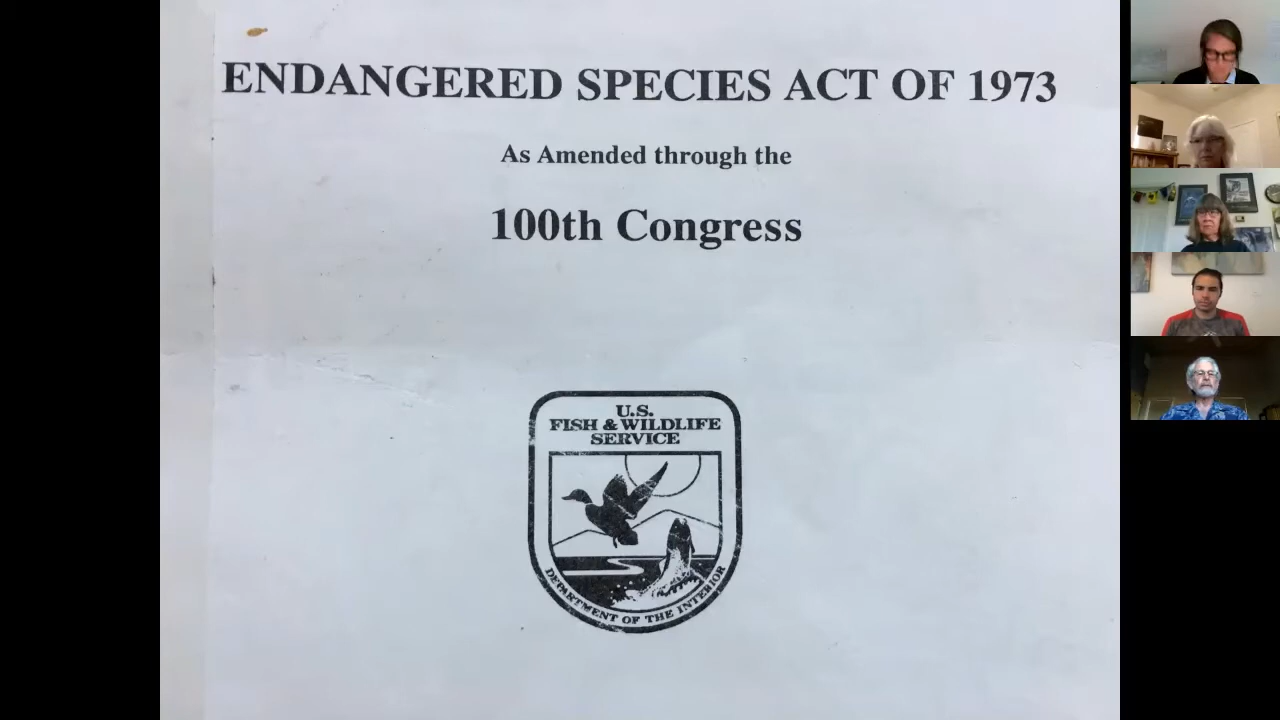 ENDANGERED SPECIES ACT OF 1973
As Amended through the
100th Congress
U.S.
FISH & WILDLIFE
SERVICE
DEPARTMENT OF THE INTERIOR